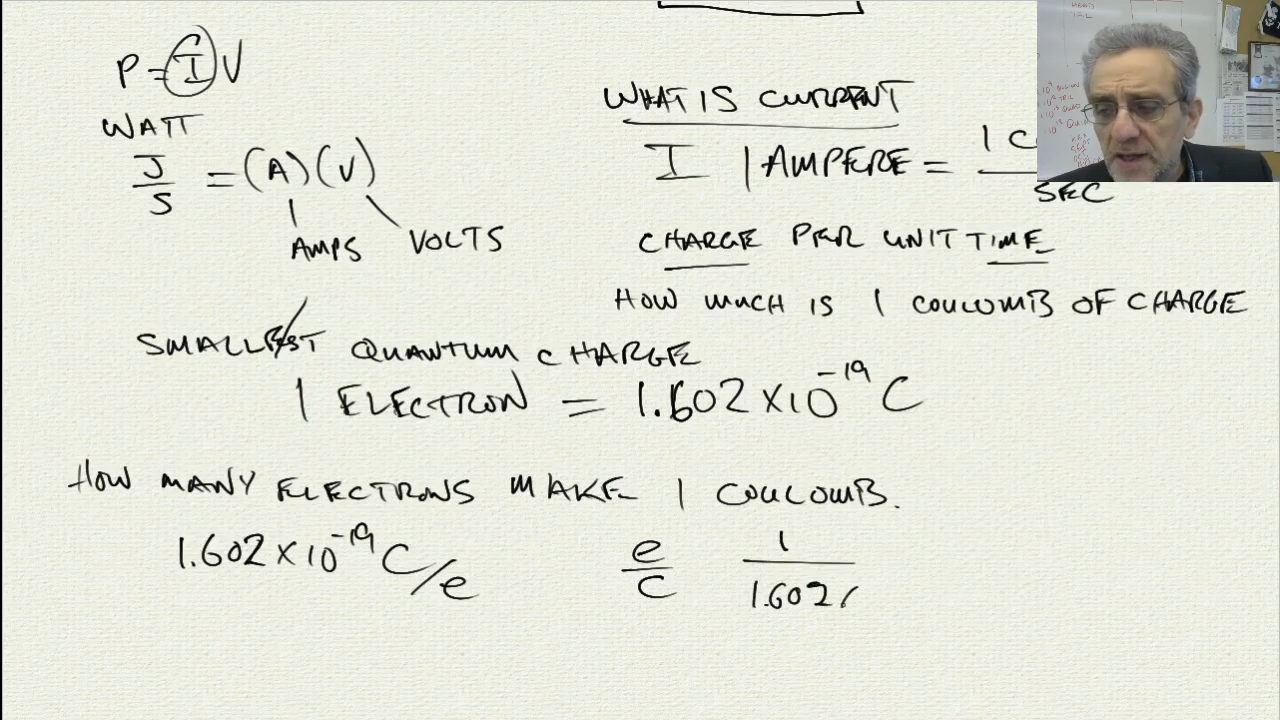 P = I V
WATT
J/S = (A)(V)
AMPS VOLTS
WHAT IS CURRENT
I 1 AMPERE = 1 C / SEC
CHARGE PER UNIT TIME
HOW MUCH IS 1 COULOMB OF CHARGE
SMALLEST QUANTUM CHARGE
1 ELECTRON = 1.602 x 10^-19 C
HOW MANY ELECTRONS MAKE 1 COULOMB.
1.602 x 10^-19 C/e e/C 1/1.602